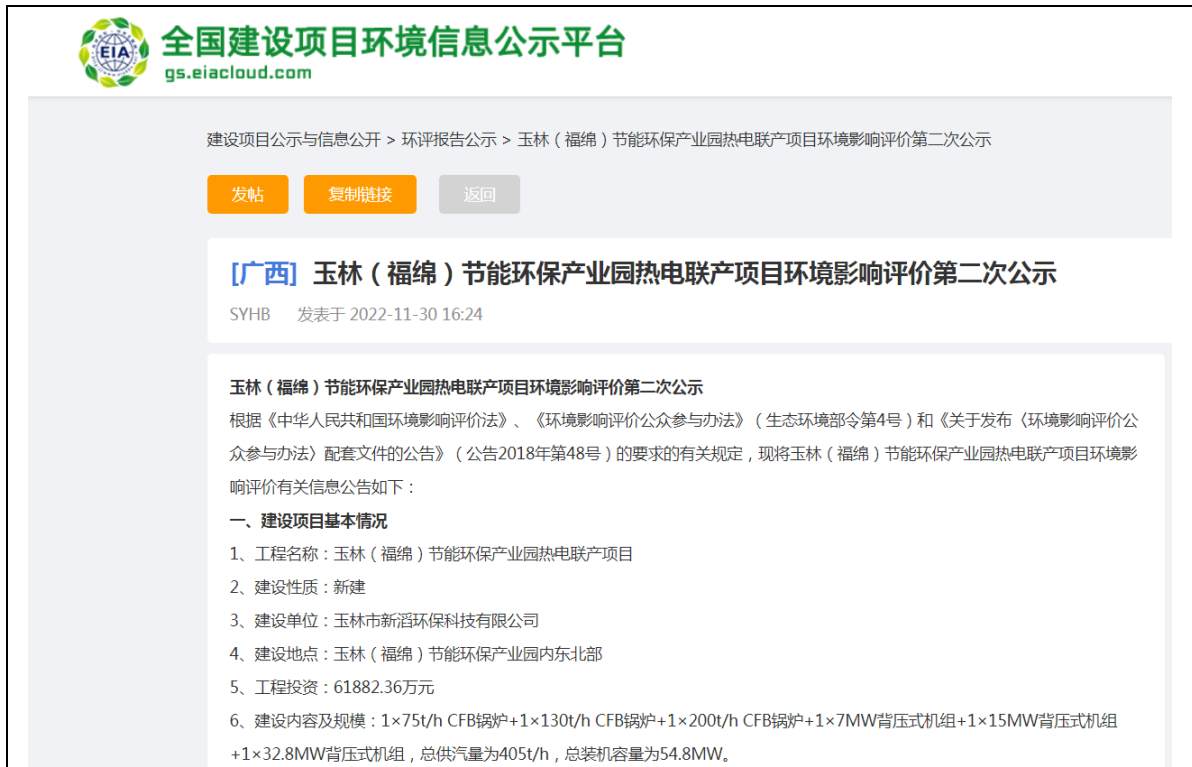 EIA
全国建设项目环境信息公示平台
gs.eiacloud.com
建设项目公示与信息公开 > 环评报告公示 > 玉林（福绵）节能环保产业园热电联产项目环境影响评价第二次公示
发帖 复制链接 返回
[广西] 玉林（福绵）节能环保产业园热电联产项目环境影响评价第二次公示
SYHB 发表于 2022-11-30 16:24
玉林（福绵）节能环保产业园热电联产项目环境影响评价第二次公示
根据《中华人民共和国环境影响评价法》、《环境影响评价公众参与办法》（生态环境部令第4号）和《关于发布〈环境影响评价公
众参与办法〉配套文件的公告》（公告2018年第48号）的要求的有关规定，现将玉林（福绵）节能环保产业园热电联产项目环境影
响评价有关信息公告如下：
一、建设项目基本情况
1、工程名称：玉林（福绵）节能环保产业园热电联产项目
2、建设性质：新建
3、建设单位：玉林市新滔环保科技有限公司
4、建设地点：玉林（福绵）节能环保产业园内东北部
5、工程投资：61882.36万元
6、建设内容及规模：1×75t/h CFB锅炉+1×130t/h CFB锅炉+1×200t/h CFB锅炉+1×7MW背压式机组+1×15MW背压式机组
+1×32.8MW背压式机组，总供汽量为405t/h，总装机容量为54.8MW。